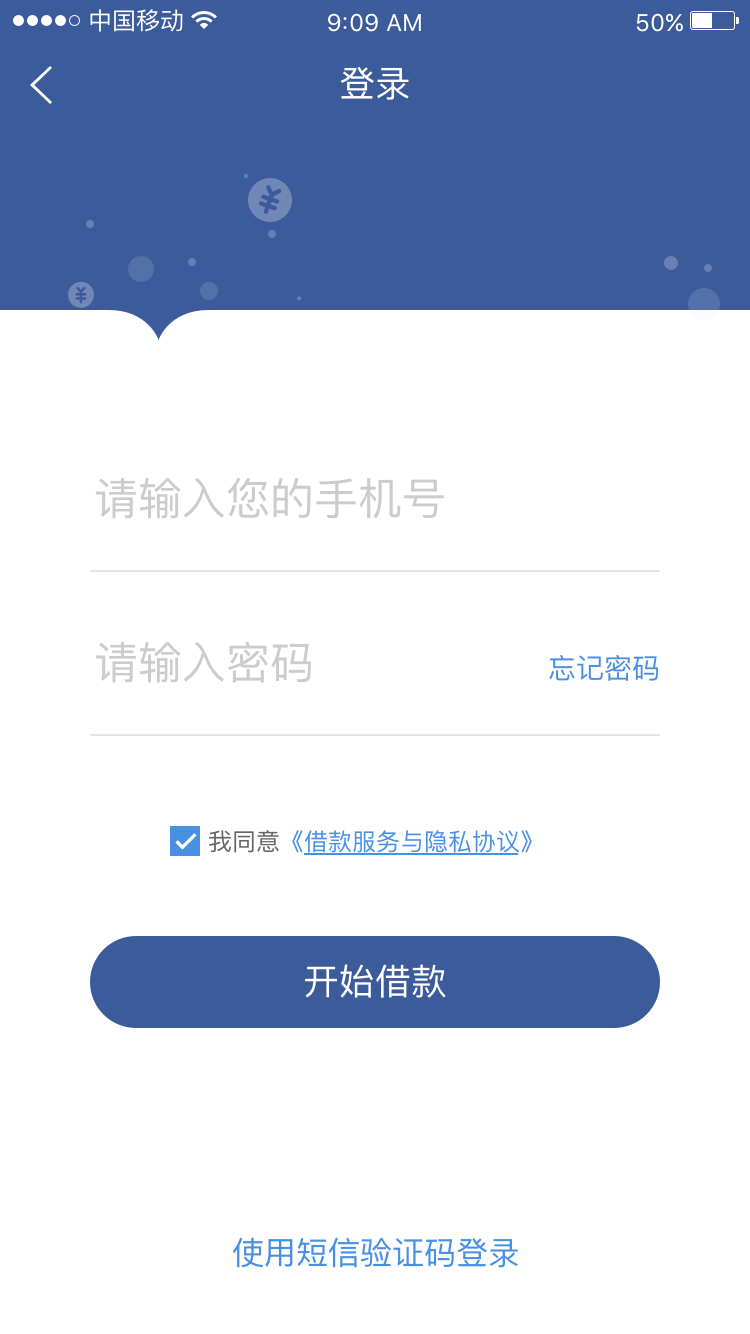 中国移动 9:09 AM 50%
登录
¥
¥
请输入您的手机号
请输入密码 忘记密码
我同意《借款服务与隐私协议》
开始借款
使用短信验证码登录